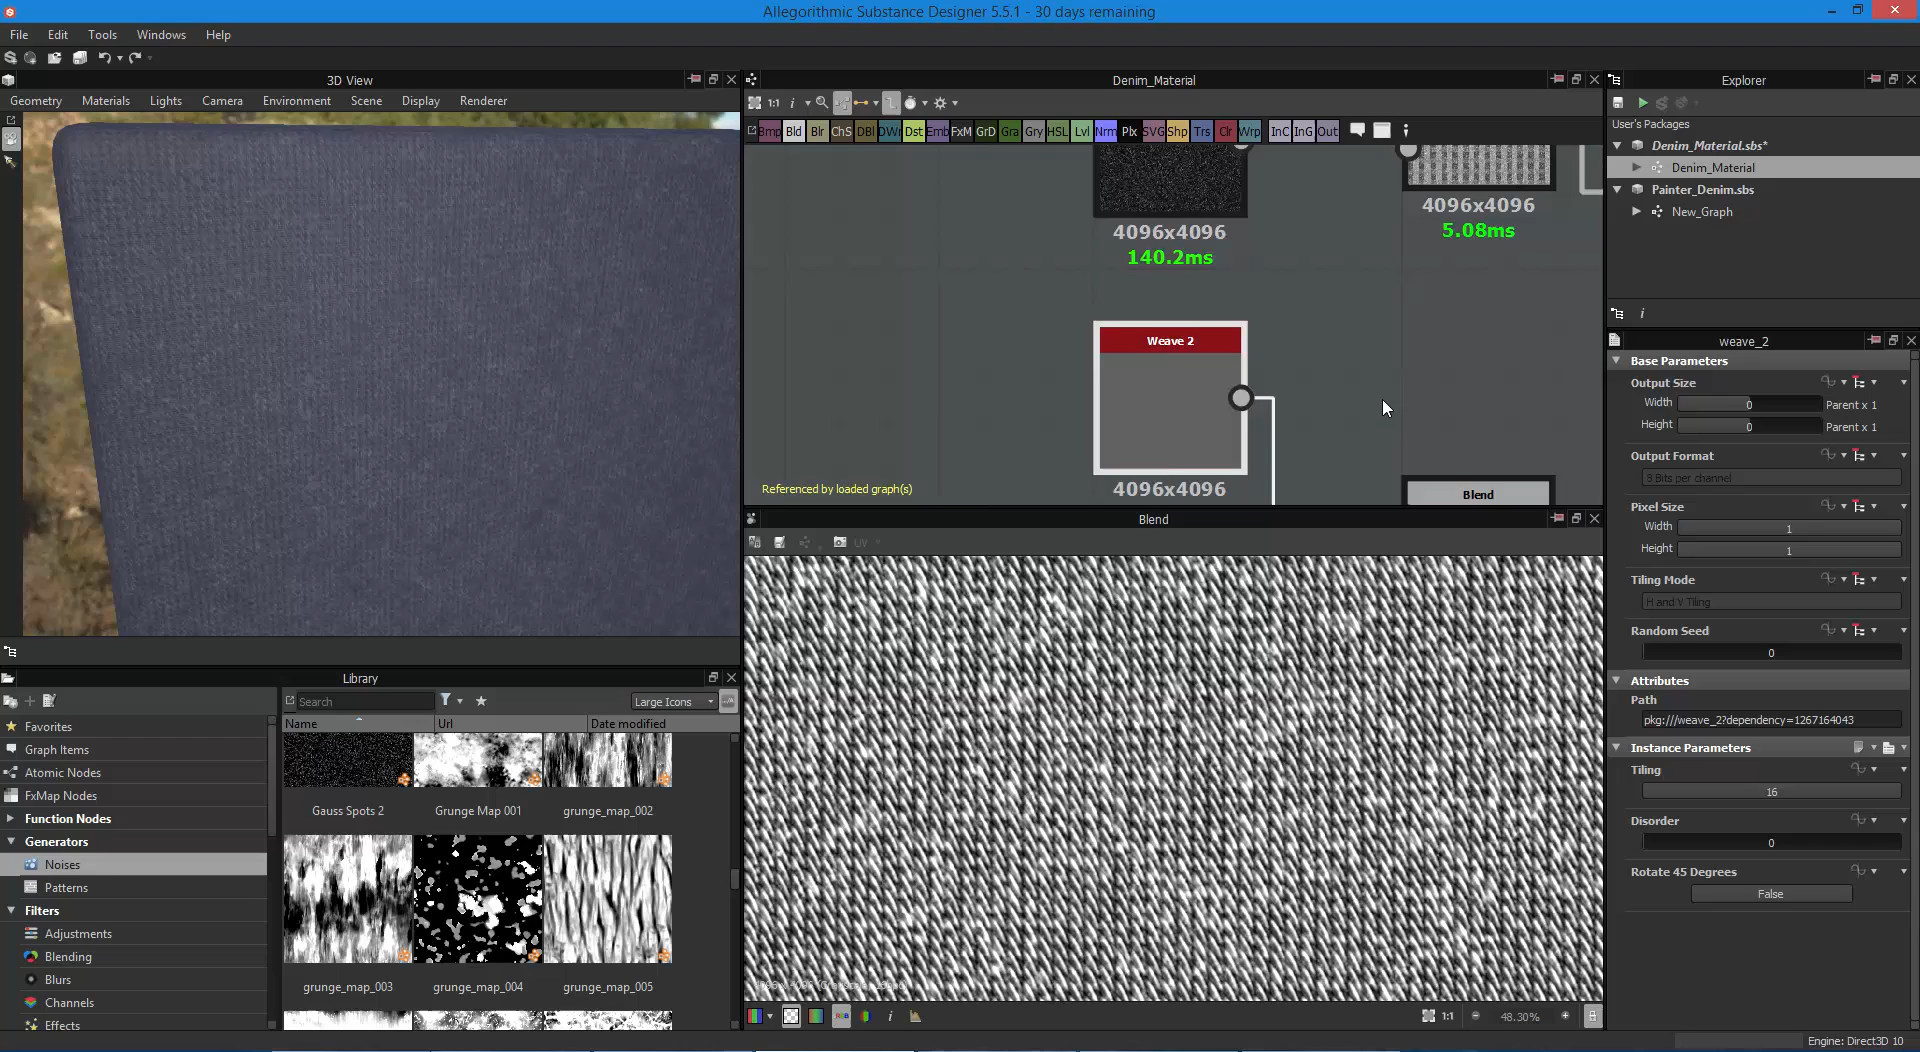 Allegorithmic Substance Designer 5.5.1 - 30 days remaining
File Edit Tools Windows Help
3D View
Geometry Materials Lights Camera Environment Scene Display Renderer
Denim_Material
1:1 i
Bmp Bld Blr ChS DBl DWr Dst Emb FxM GrD Gra Gry HSL Lvl Nrm Plx SVG Shp Trs Clr Wrp InC InG Out
4096x4096
140.2ms
4096x4096
5.08ms
Weave 2
4096x4096
Referenced by loaded graph(s)
Blend
Blend
UV
1:1
48.30%
Library
Search
Large Icons
Name Url Date modified
Favorites
Graph Items
Atomic Nodes
FxMap Nodes
Function Nodes
Generators
Noises
Patterns
Filters
Adjustments
Blending
Blurs
Channels
Effects
Gauss Spots 2 Grunge Map 001 grunge_map_002
grunge_map_003 grunge_map_004 grunge_map_005
Explorer
User's Packages
Denim_Material.sbs*
Denim_Material
Painter_Denim.sbs
New_Graph
i
weave_2
Base Parameters
Output Size
Width 0 Parent x 1
Height 0 Parent x 1
Output Format
8 Bits per channel
Pixel Size
Width 1
Height 1
Tiling Mode
H and V Tiling
Random Seed
0
Attributes
Path
pkg:///weave_2?dependency=1267164043
Instance Parameters
Tiling
16
Disorder
0
Rotate 45 Degrees
False
Engine: Direct3D 10